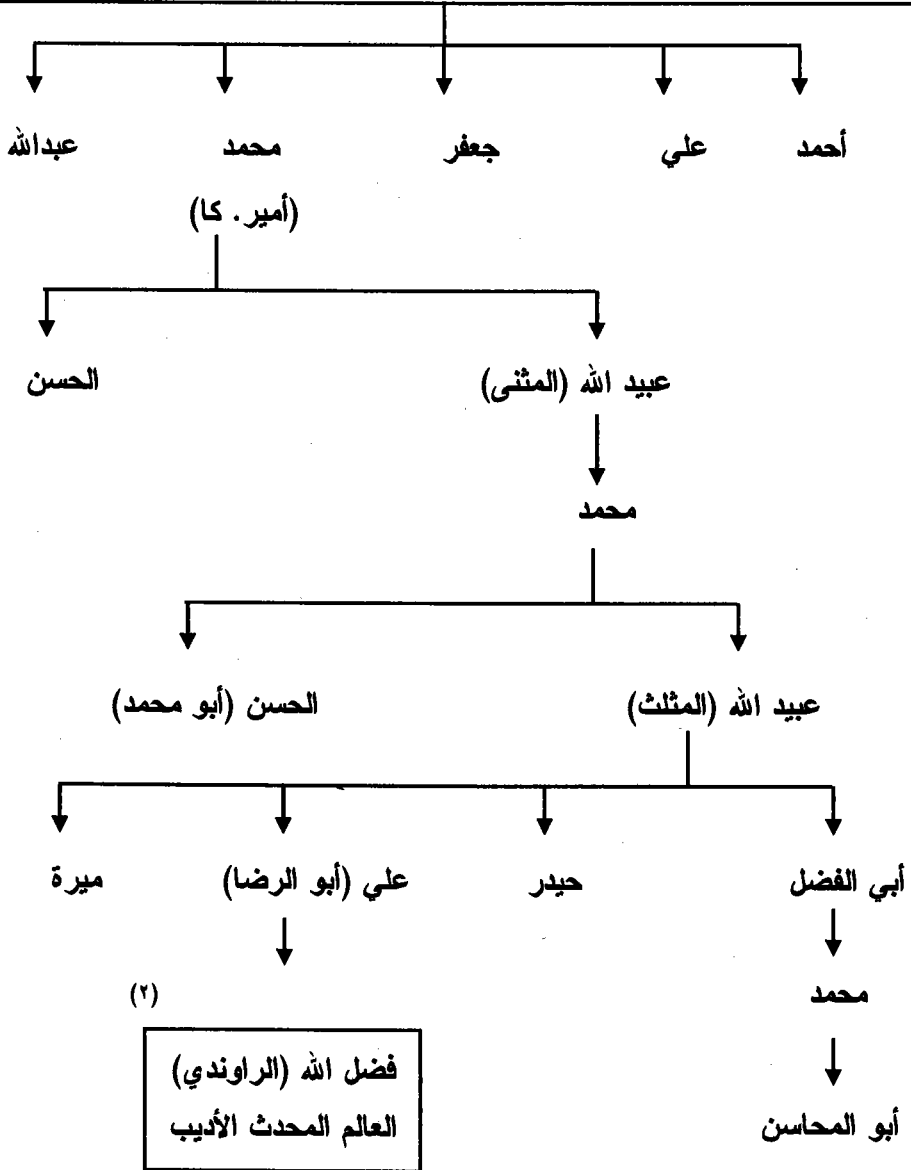 أحمد علي جعفر محمد عبدالله
(أمير. كا)
عبيد الله (المثنى) الحسن
محمد
عبيد الله (المثلث) الحسن (أبو محمد)
أبي الفضل حيدر علي (أبو الرضا) ميرة
محمد (٢)
فضل الله (الراوندي)
العالم المحدث الأديب
أبو المحاسن